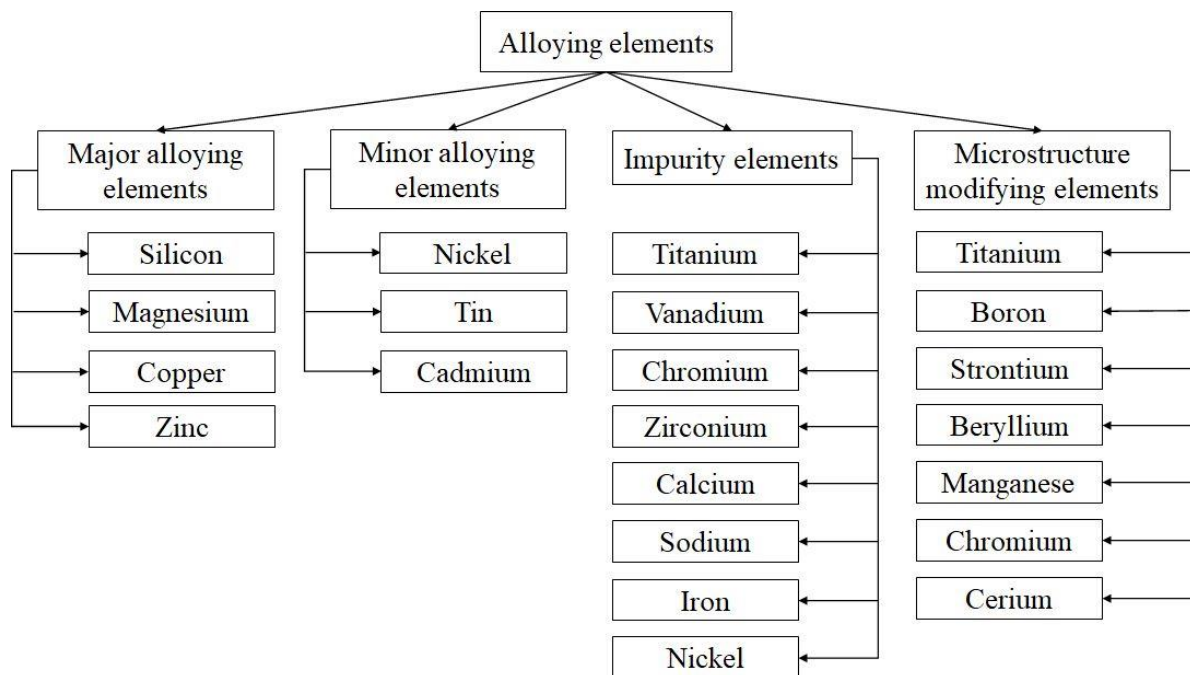 Alloying elements
Major alloying
elements
Silicon
Magnesium
Copper
Zinc
Minor alloying
elements
Nickel
Tin
Cadmium
Impurity elements
Titanium
Vanadium
Chromium
Zirconium
Calcium
Sodium
Iron
Nickel
Microstructure
modifying elements
Titanium
Boron
Strontium
Beryllium
Manganese
Chromium
Cerium